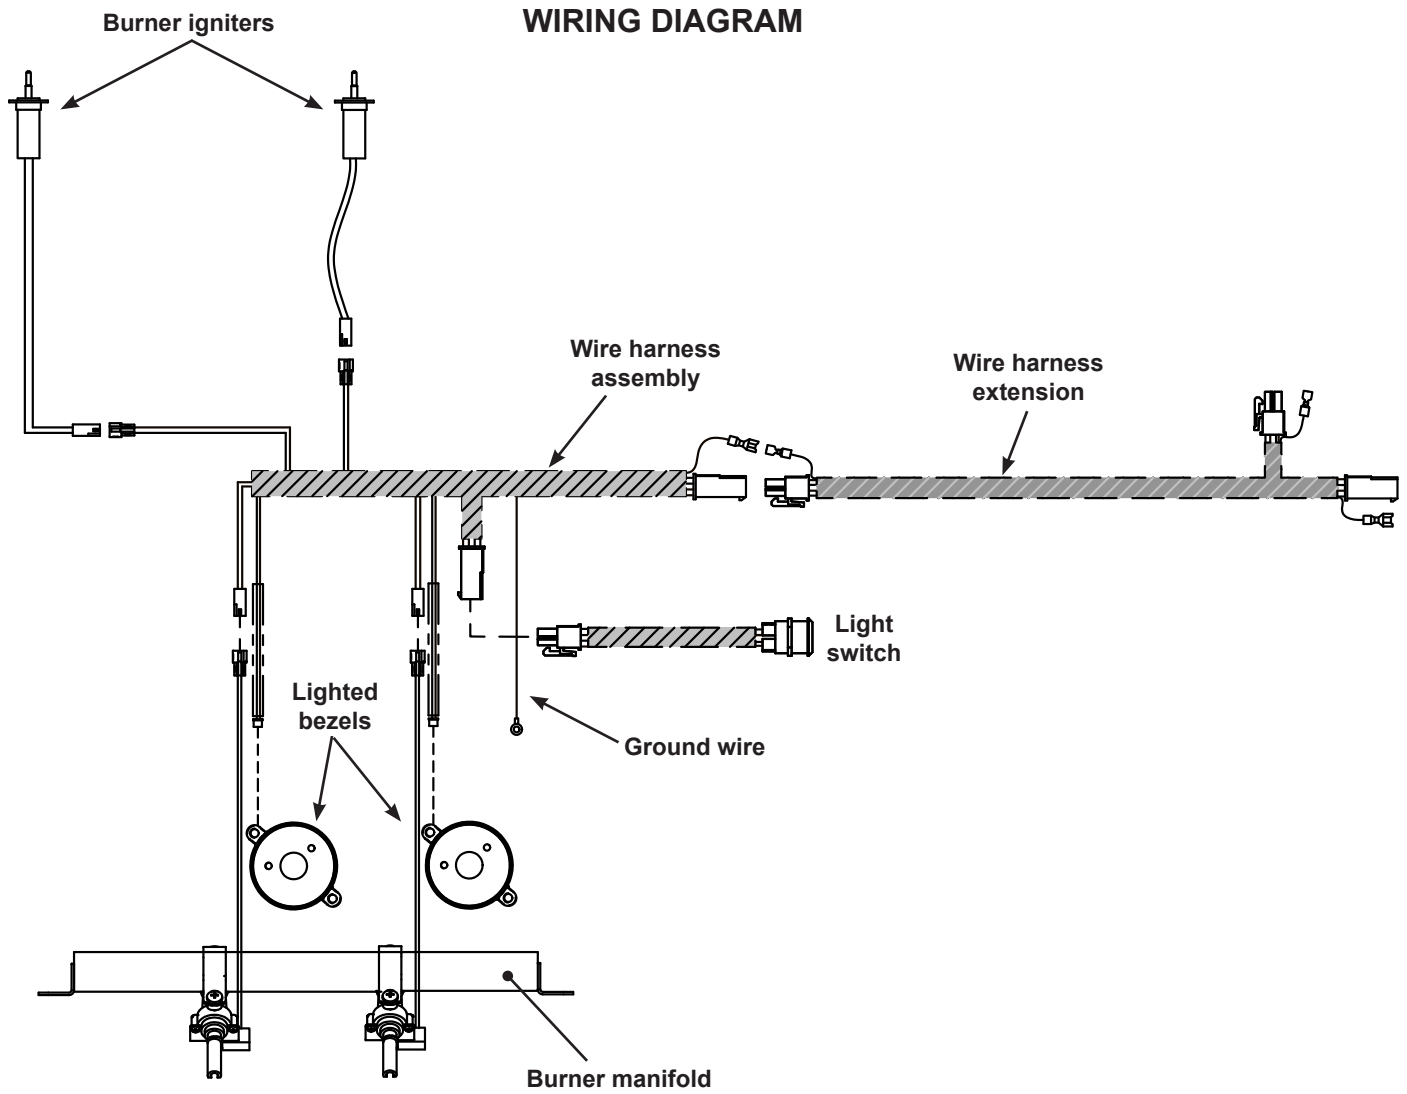 WIRING DIAGRAM
Burner igniters
Wire harness
assembly
Wire harness
extension
Light
switch
Lighted
bezels
Ground wire
Burner manifold